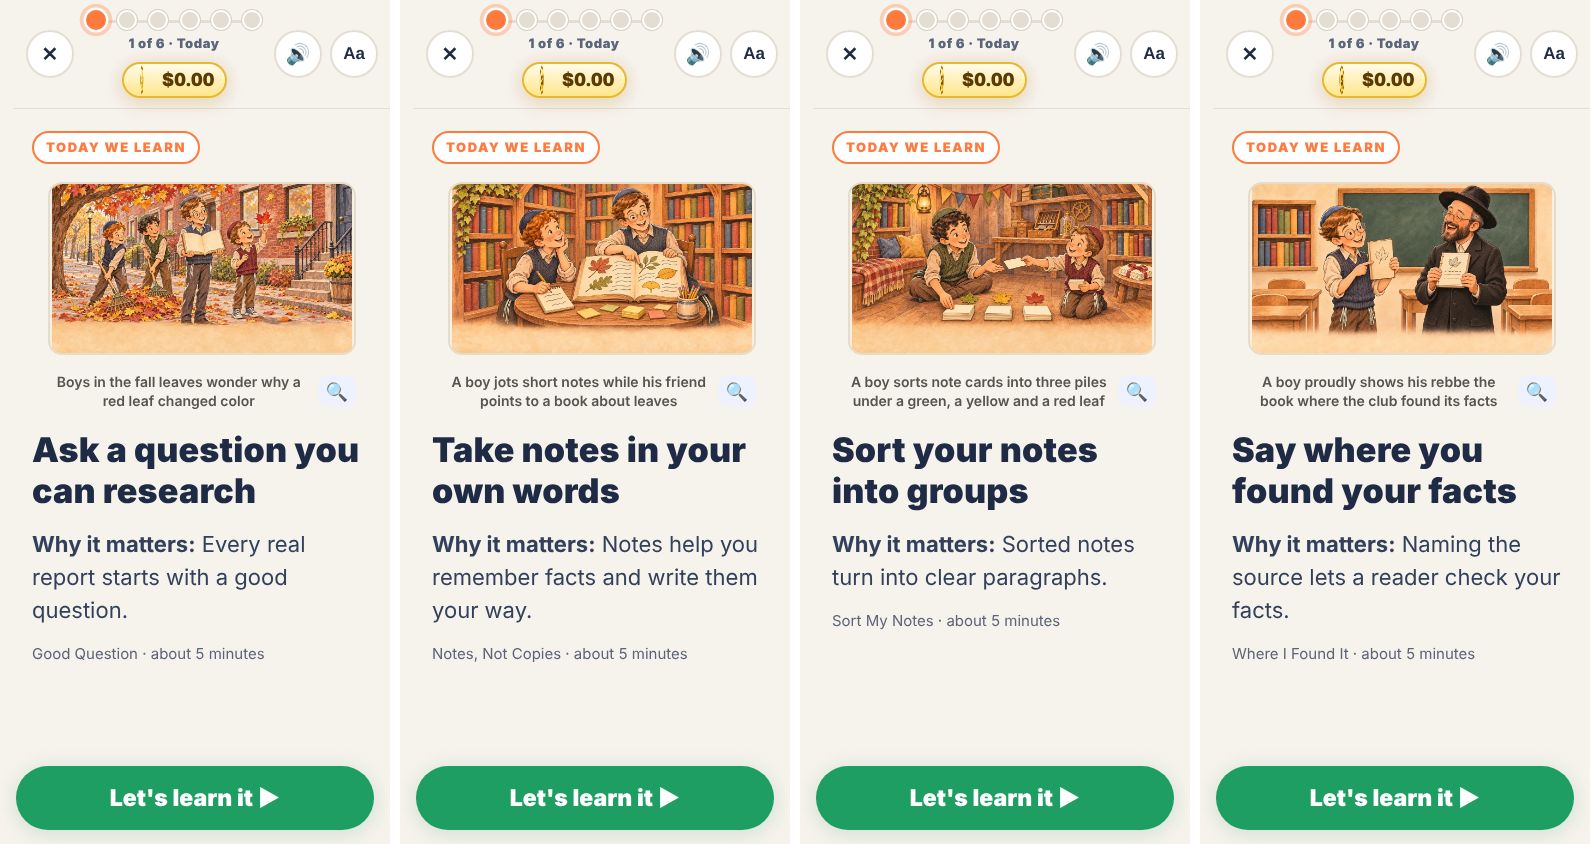 1 of 6 · Today
✕
Aa
$0.00
TODAY WE LEARN
Boys in the fall leaves wonder why a
red leaf changed color
Ask a question you
can research
Why it matters: Every real
report starts with a good
question.
Good Question · about 5 minutes
Let's learn it ▶
1 of 6 · Today
✕
Aa
$0.00
TODAY WE LEARN
A boy jots short notes while his friend
points to a book about leaves
Take notes in your
own words
Why it matters: Notes help you
remember facts and write them
your way.
Notes, Not Copies · about 5 minutes
Let's learn it ▶
1 of 6 · Today
✕
Aa
$0.00
TODAY WE LEARN
A boy sorts note cards into three piles
under a green, a yellow and a red leaf
Sort your notes
into groups
Why it matters: Sorted notes
turn into clear paragraphs.
Sort My Notes · about 5 minutes
Let's learn it ▶
1 of 6 · Today
✕
Aa
$0.00
TODAY WE LEARN
A boy proudly shows his rebbe the
book where the club found its facts
Say where you
found your facts
Why it matters: Naming the
source lets a reader check your
facts.
Where I Found It · about 5 minutes
Let's learn it ▶